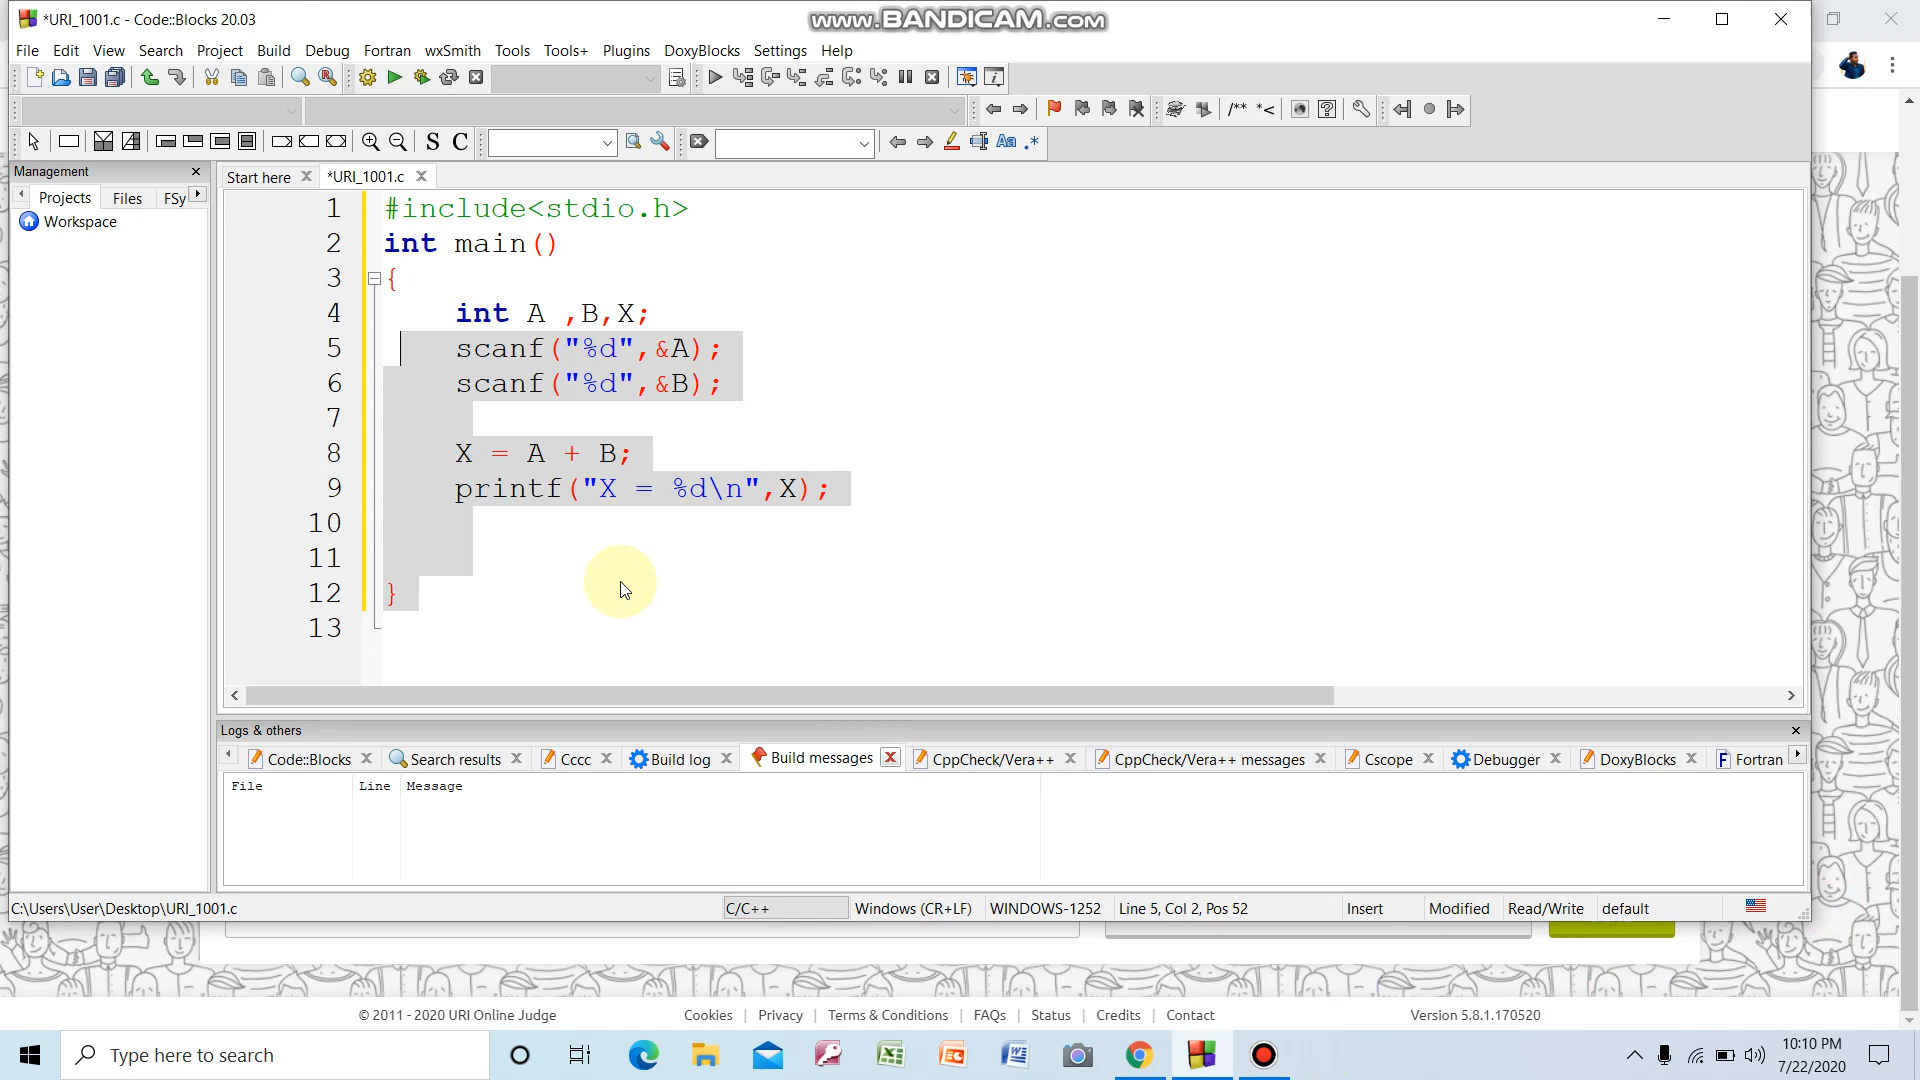 *URI_1001.c - Code::Blocks 20.03
www.BANDICAM.com
File Edit View Search Project Build Debug Fortran wxSmith Tools Tools+ Plugins DoxyBlocks Settings Help
/** *<
S C
Aa .*
Management
Projects Files FSy
Workspace
Start here *URI_1001.c
1 #include<stdio.h>
2 int main()
3 {
4 int A ,B,X;
5 scanf("%d",&A);
6 scanf("%d",&B);
7
8 X = A + B;
9 printf("X = %d\n",X);
10
11
12 }
13
Logs & others
Code::Blocks Search results Cccc Build log Build messages CppCheck/Vera++ CppCheck/Vera++ messages Cscope Debugger DoxyBlocks Fortran
File Line Message
C:\Users\User\Desktop\URI_1001.c C/C++ Windows (CR+LF) WINDOWS-1252 Line 5, Col 2, Pos 52 Insert Modified Read/Write default
© 2011 - 2020 URI Online Judge Cookies Privacy Terms & Conditions FAQs Status Credits Contact Version 5.8.1.170520
Type here to search
10:10 PM
7/22/2020